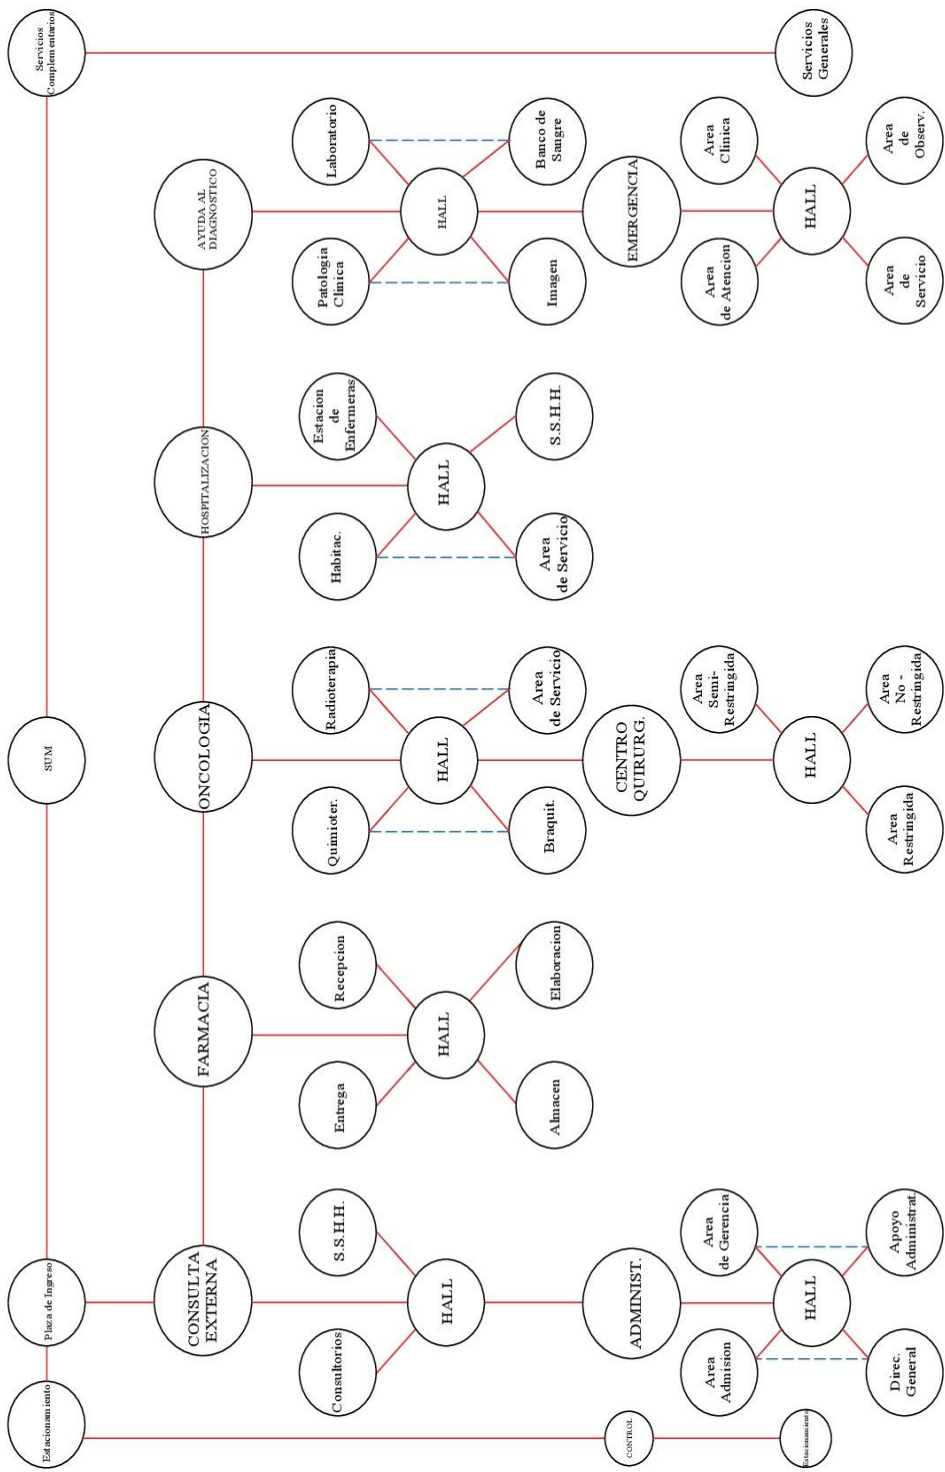 Estacionamiento
Plaza de Ingreso
SUM
Servicios
Complementarios
CONSULTA
EXTERNA
FARMACIA
ONCOLOGIA
HOSPITALIZACION
AYUDA AL
DIAGNOSTICO
Consultorios
S.S.H.H.
Entrega
Recepcion
Quimioter.
Radioterapia
Habitac.
Estacion
de
Enfermeras
Patologia
Clinica
Laboratorio
HALL
HALL
HALL
HALL
HALL
Almacen
Elaboracion
Braquit.
Area
de Servicio
Area
de Servicio
S.S.H.H.
Imagen
Banco de
Sangre
CONTROL
ADMINIST.
CENTRO
QUIRURG.
EMERGENCIA
Area
Admision
Area
de Gerencia
Area
Semi-
Restringida
Area
de Atencion
Area
Clinica
Estacionamiento
HALL
HALL
HALL
Servicios
Generales
Direc.
General
Apoyo
Administrat.
Area
Restringida
Area
No -
Restringida
Area
de
Servicio
Area
de
Observ.